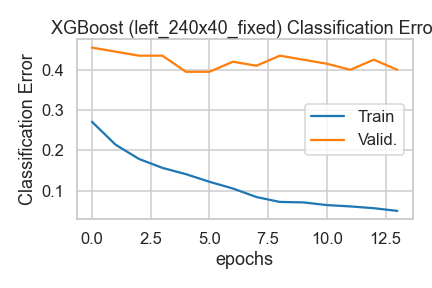 XGBoost (left_240x40_fixed) Classification Erro
Classification Error
0.4
0.3
0.2
0.1
Train
Valid.
0.0 2.5 5.0 7.5 10.0 12.5
epochs